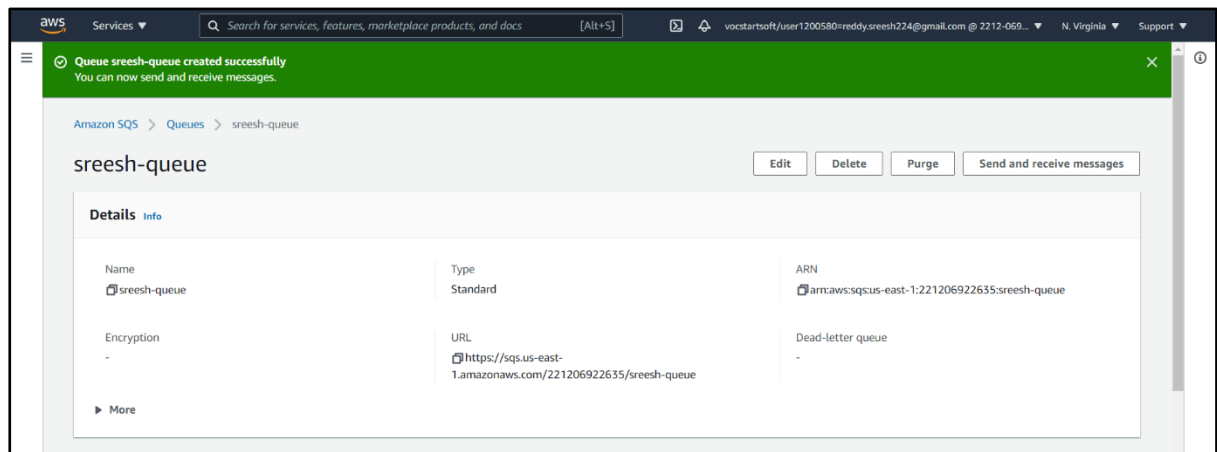 aws Services ▼ Search for services, features, marketplace products, and docs [Alt+S] vocstartsoft/user1200580=reddy.sreesh224@gmail.com @ 2212-069... ▼ N. Virginia ▼ Support ▼
Queue sreesh-queue created successfully
You can now send and receive messages.
Amazon SQS > Queues > sreesh-queue
sreesh-queue Edit Delete Purge Send and receive messages
Details Info
Name Type ARN
sreesh-queue Standard arn:aws:sqs:us-east-1:221206922635:sreesh-queue
Encryption URL Dead-letter queue
- https://sqs.us-east- -
1.amazonaws.com/221206922635/sreesh-queue
▶ More